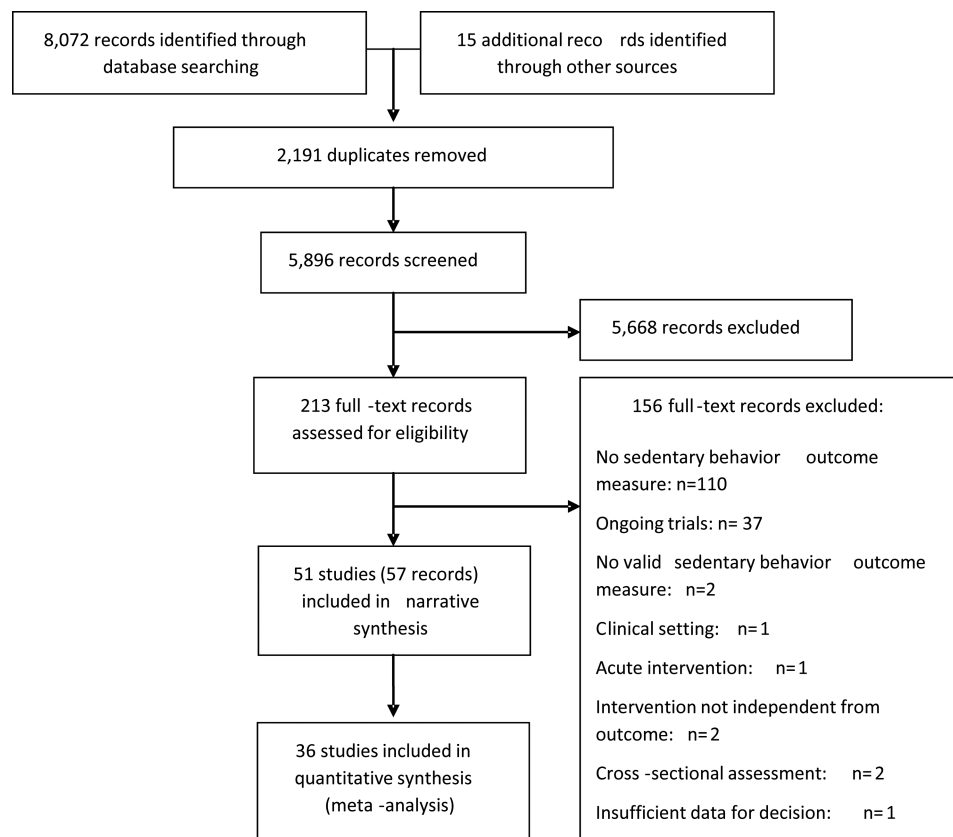 8,072 records identified through
database searching
15 additional reco rds identified
through other sources
2,191 duplicates removed
5,896 records screened
5,668 records excluded
213 full -text records
assessed for eligibility
156 full-text records excluded:
No sedentary behavior outcome
measure: n=110
Ongoing trials: n= 37
No valid sedentary behavior outcome
measure: n=2
Clinical setting: n=1
Acute intervention: n=1
Intervention not independent from
outcome: n=2
Cross -sectional assessment: n=2
Insufficient data for decision: n=1
51 studies (57 records)
included in narrative
synthesis
36 studies included in
quantitative synthesis
(meta -analysis)